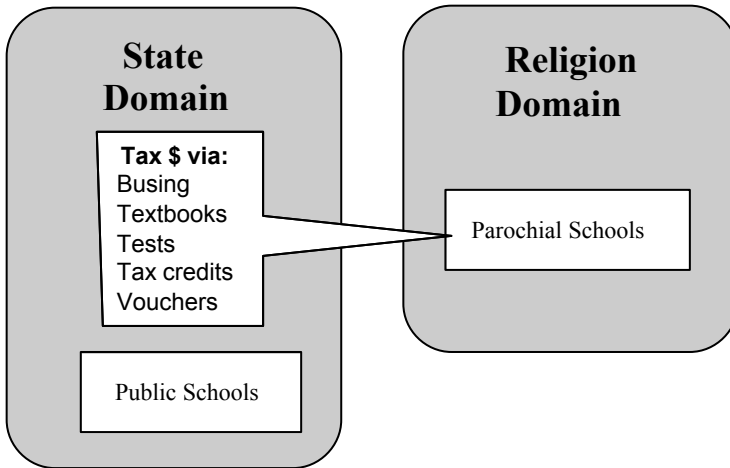 State
Domain
Tax $ via:
Busing
Textbooks
Tests
Tax credits
Vouchers
Public Schools
Religion
Domain
Parochial Schools